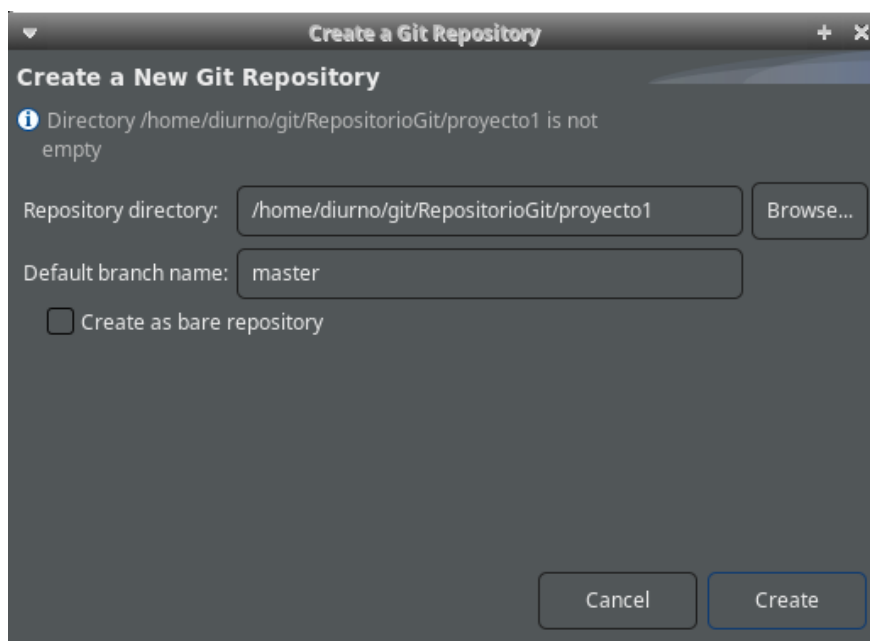 Create a Git Repository
Create a New Git Repository
Directory /home/diurno/git/RepositorioGit/proyecto1 is not
empty
Repository directory: /home/diurno/git/RepositorioGit/proyecto1 Browse...
Default branch name: master
Create as bare repository
Cancel Create